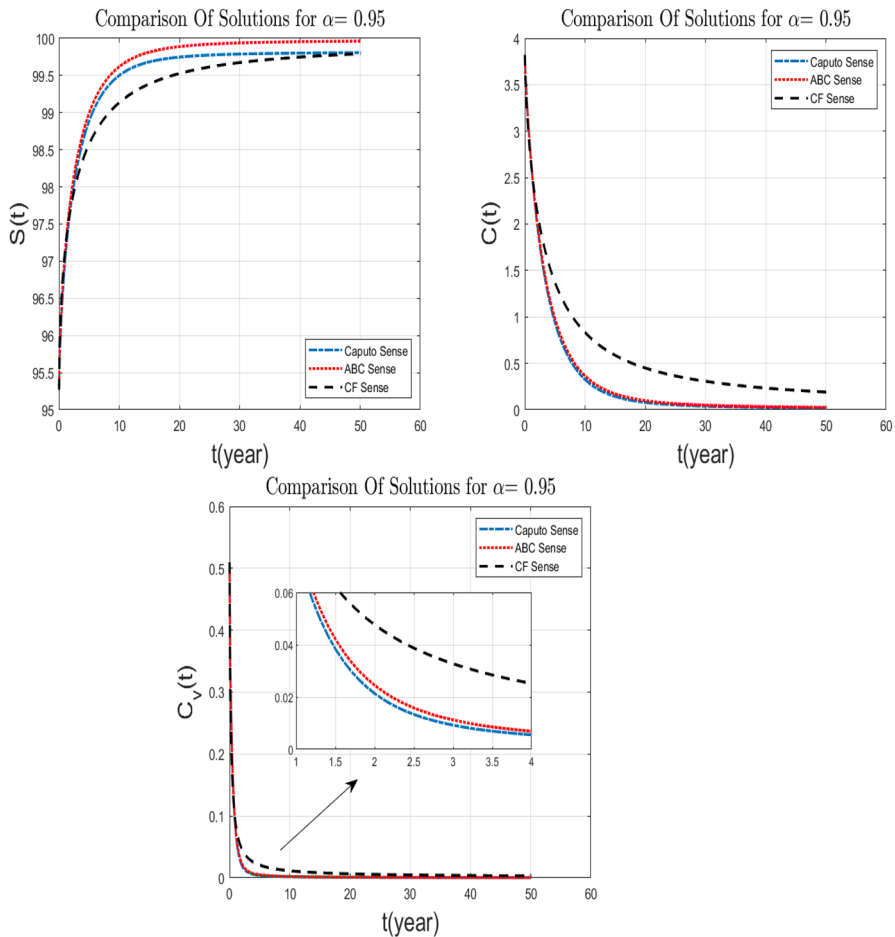 Comparison Of Solutions for α= 0.95
100
99.5
99
98.5
98
97.5
97
96.5
96
95.5
95
S(t)
Caputo Sense
ABC Sense
CF Sense
0 10 20 30 40 50 60
t(year)
Comparison Of Solutions for α= 0.95
4
3.5
3
2.5
2
1.5
1
0.5
0
C(t)
Caputo Sense
ABC Sense
CF Sense
0 10 20 30 40 50 60
t(year)
Comparison Of Solutions for α= 0.95
0.6
0.5
0.4
0.3
0.2
0.1
0
C_v(t)
Caputo Sense
ABC Sense
CF Sense
0.06
0.04
0.02
0
1 1.5 2 2.5 3 3.5 4
0 10 20 30 40 50 60
t(year)